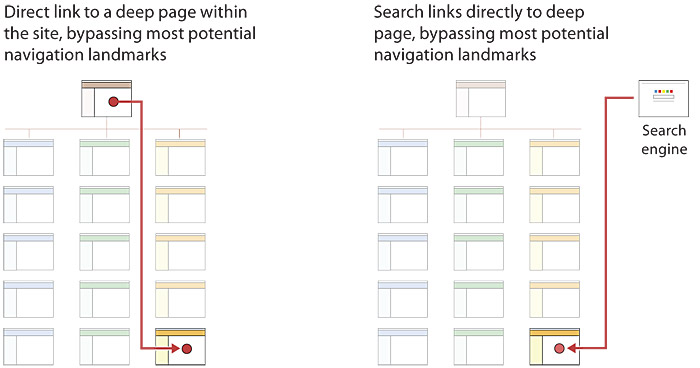 Direct link to a deep page within
the site, bypassing most potential
navigation landmarks
Search links directly to deep
page, bypassing most potential
navigation landmarks
Search
engine